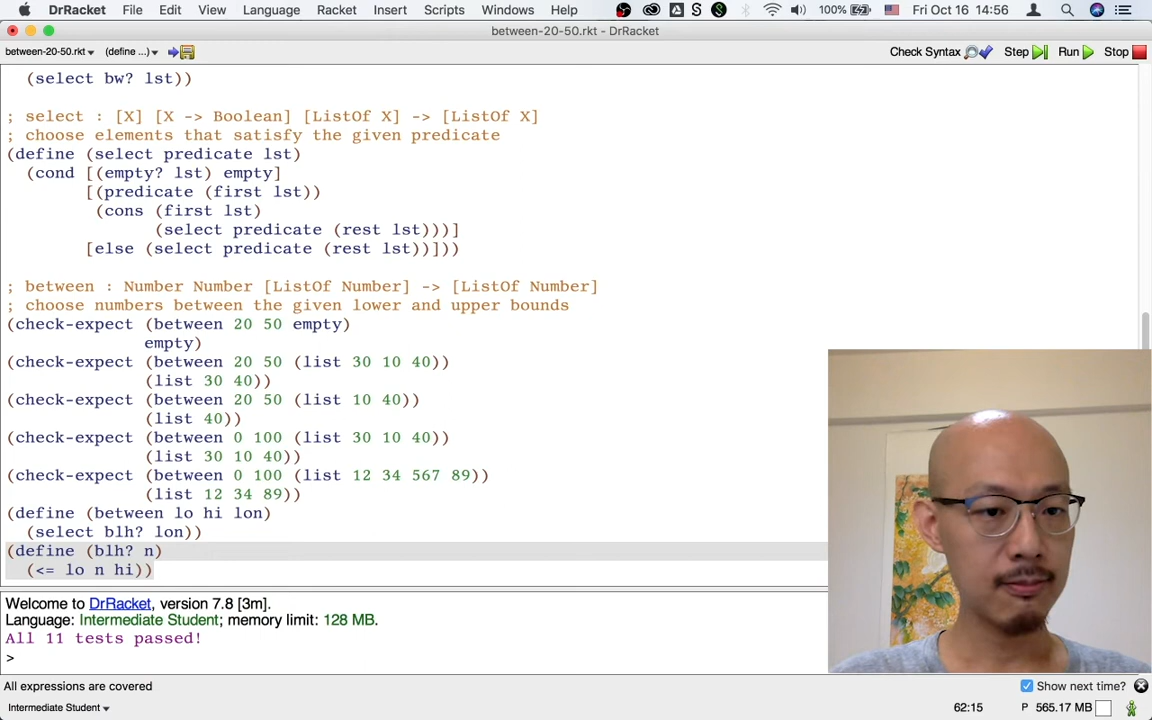 DrRacket File Edit View Language Racket Insert Scripts Windows Help 100% Fri Oct 16 14:56
between-20-50.rkt - DrRacket
between-20-50.rkt (define ...) Check Syntax Step Run Stop
(select bw? lst))
; select : [X] [X -> Boolean] [ListOf X] -> [ListOf X]
; choose elements that satisfy the given predicate
(define (select predicate lst)
(cond [(empty? lst) empty]
[(predicate (first lst))
(cons (first lst)
(select predicate (rest lst)))]
[else (select predicate (rest lst))]))
; between : Number Number [ListOf Number] -> [ListOf Number]
; choose numbers between the given lower and upper bounds
(check-expect (between 20 50 empty)
empty)
(check-expect (between 20 50 (list 30 10 40))
(list 30 40))
(check-expect (between 20 50 (list 10 40))
(list 40))
(check-expect (between 0 100 (list 30 10 40))
(list 30 10 40))
(check-expect (between 0 100 (list 12 34 567 89))
(list 12 34 89))
(define (between lo hi lon)
(select blh? lon))
(define (blh? n)
(<= lo n hi))
Welcome to DrRacket, version 7.8 [3m].
Language: Intermediate Student; memory limit: 128 MB.
All 11 tests passed!
>
All expressions are covered Show next time?
Intermediate Student 62:15 P 565.17 MB